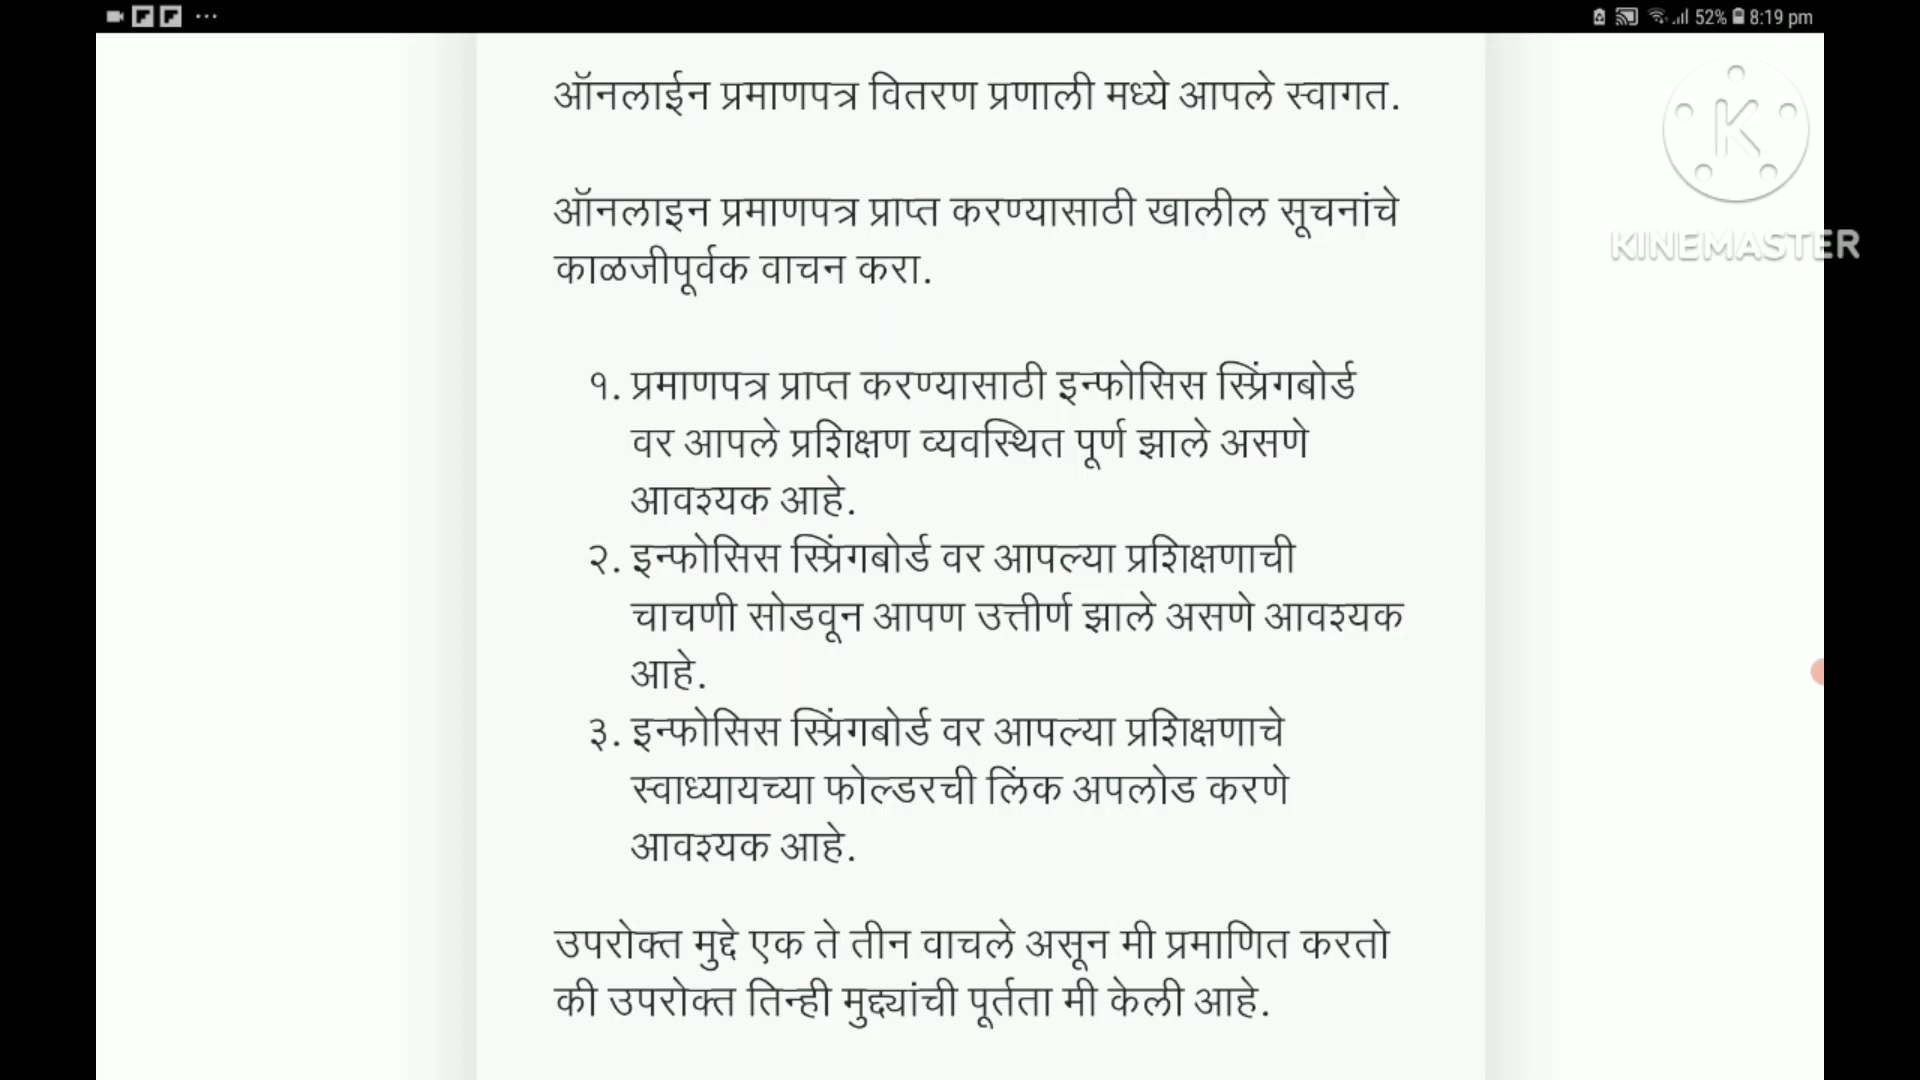 52% 8:19 pm
ऑनलाईन प्रमाणपत्र वितरण प्रणाली मध्ये आपले स्वागत.
ऑनलाइन प्रमाणपत्र प्राप्त करण्यासाठी खालील सूचनांचे
काळजीपूर्वक वाचन करा.
K
KINEMASTER
१. प्रमाणपत्र प्राप्त करण्यासाठी इन्फोसिस स्प्रिंगबोर्ड
वर आपले प्रशिक्षण व्यवस्थित पूर्ण झाले असणे
आवश्यक आहे.
२. इन्फोसिस स्प्रिंगबोर्ड वर आपल्या प्रशिक्षणाची
चाचणी सोडवून आपण उत्तीर्ण झाले असणे आवश्यक
आहे.
३. इन्फोसिस स्प्रिंगबोर्ड वर आपल्या प्रशिक्षणाचे
स्वाध्यायच्या फोल्डरची लिंक अपलोड करणे
आवश्यक आहे.
उपरोक्त मुद्दे एक ते तीन वाचले असून मी प्रमाणित करतो
की उपरोक्त तिन्ही मुद्द्यांची पूर्तता मी केली आहे.